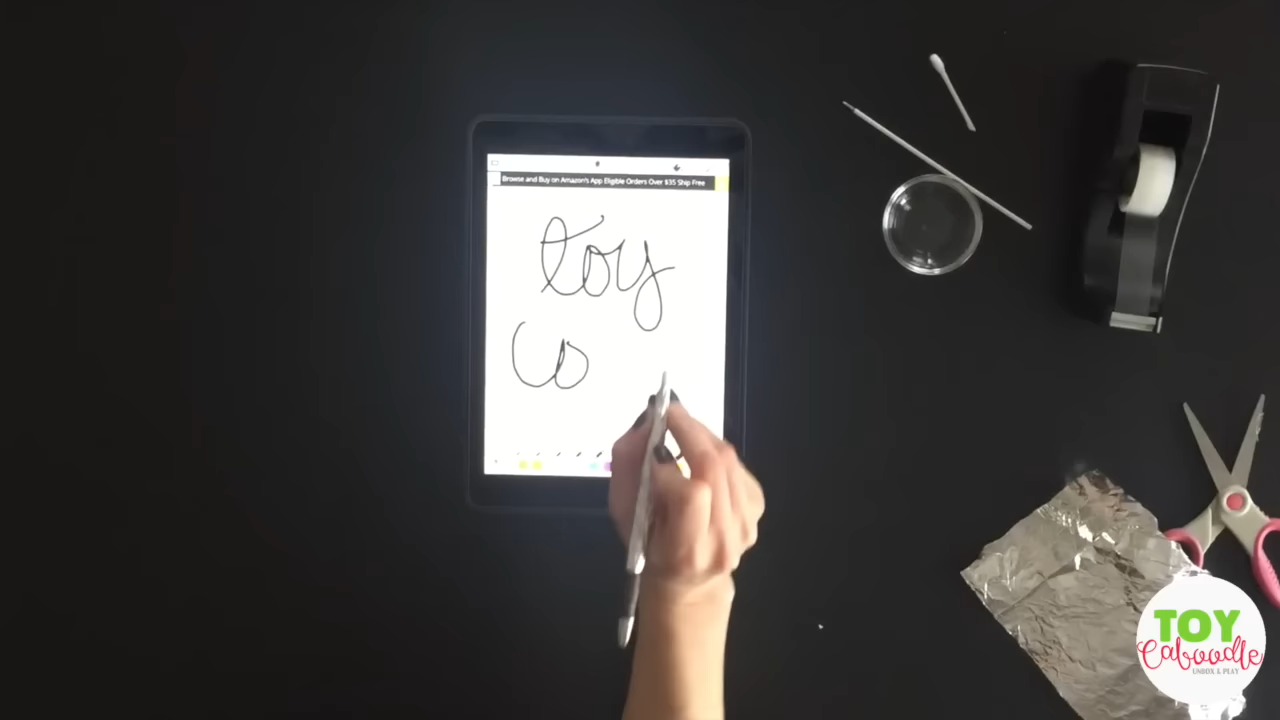 Browse and Buy on Amazon's App Eligible Orders Over $35 Ship Free
toy
Co
TOY
Caboodle
UNBOX & PLAY